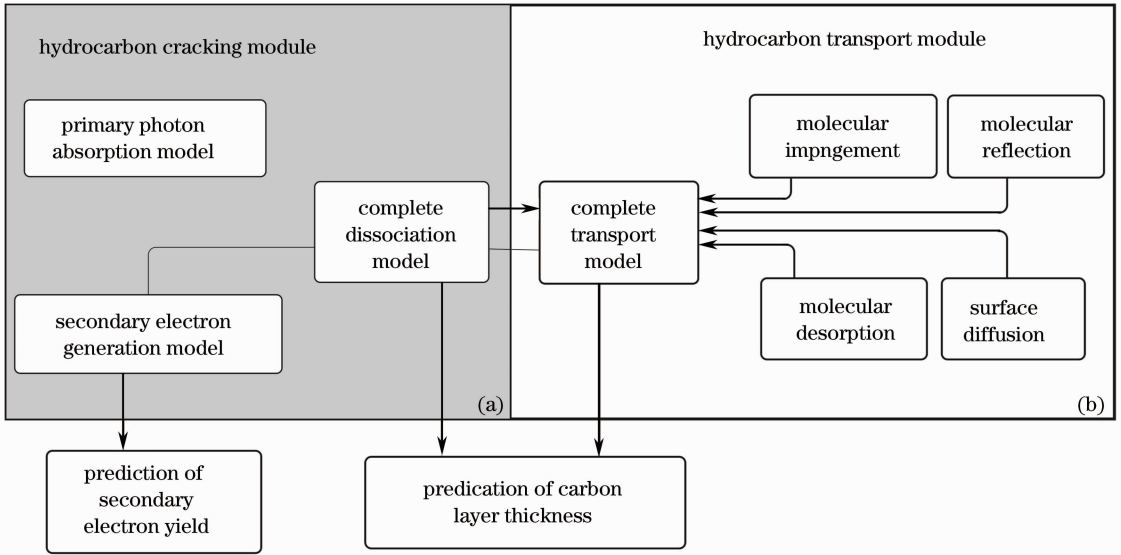 hydrocarbon cracking module
hydrocarbon transport module
primary photon
absorption model
molecular
impngement
molecular
reflection
complete
dissociation
model
complete
transport
model
secondary electron
generation model
molecular
desorption
surface
diffusion
(a)
(b)
prediction of
secondary
electron yield
predication of carbon
layer thickness